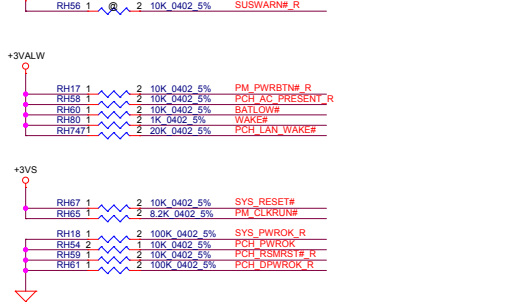 RH56 1 @ 2 10K_0402_5% SUSWARN#_R
+3VALW
RH17 1 2 10K_0402_5% PM_PWRBTN#_R
RH58 1 2 10K_0402_5% PCH_AC_PRESENT_R
RH60 1 2 10K_0402_5% BATLOW#
RH80 1 2 1K_0402_5% WAKE#
RH747 1 2 20K_0402_5% PCH_LAN_WAKE#
+3VS
RH67 1 2 10K_0402_5% SYS_RESET#
RH65 1 2 8.2K_0402_5% PM_CLKRUN#
RH18 1 2 100K_0402_5% SYS_PWROK_R
RH54 2 1 10K_0402_5% PCH_PWROK
RH59 1 2 10K_0402_5% PCH_RSMRST#_R
RH61 1 2 100K_0402_5% PCH_DPWROK_R